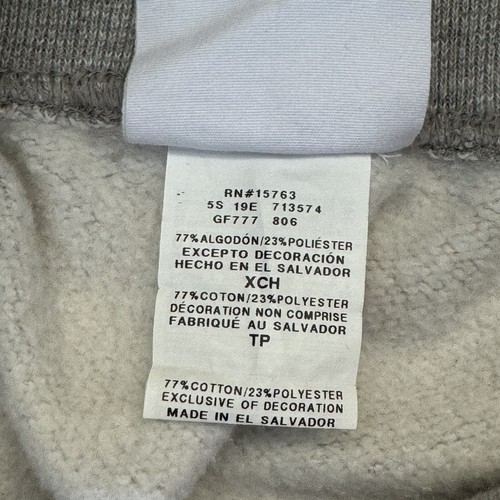 RN#15763
5S 19E 713574
GF777 806
77%ALGODÓN/23%POLIÉSTER
EXCEPTO DECORACIÓN
HECHO EN EL SALVADOR
XCH
77%COTON/23%POLYESTER
DÉCORATION NON COMPRISE
FABRIQUÉ AU SALVADOR
TP
77%COTTON/23%POLYESTER
EXCLUSIVE OF DECORATION
MADE IN EL SALVADOR